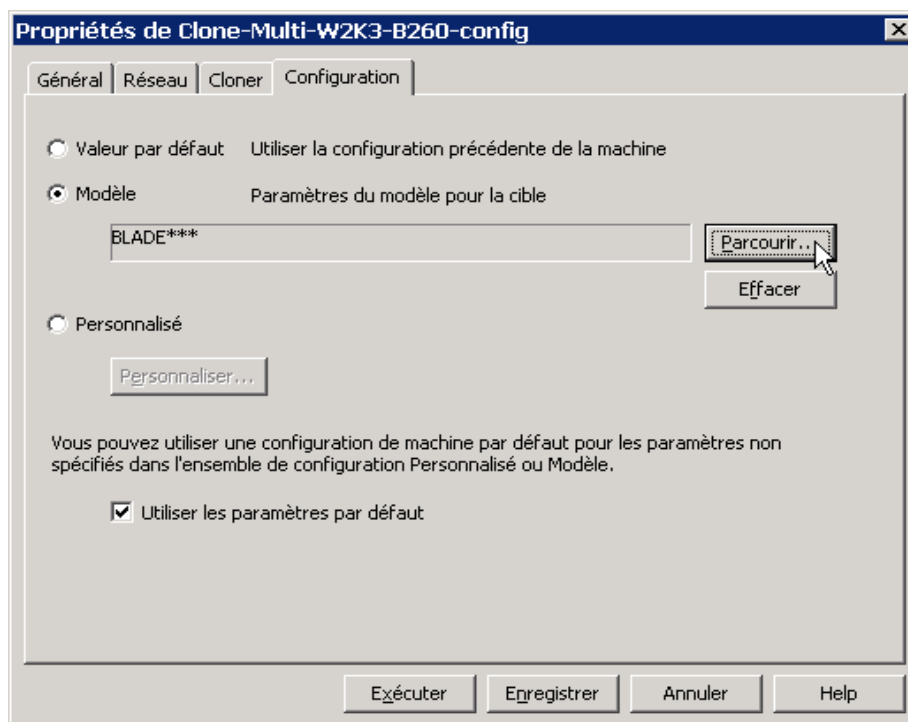 Propriétés de Clone-Multi-W2K3-B260-config
Général Réseau Cloner Configuration
Valeur par défaut Utiliser la configuration précédente de la machine
Modèle Paramètres du modèle pour la cible
BLADE***
Parcourir...
Effacer
Personnalisé
Personnaliser...
Vous pouvez utiliser une configuration de machine par défaut pour les paramètres non
spécifiés dans l'ensemble de configuration Personnalisé ou Modèle.
Utiliser les paramètres par défaut
Exécuter Enregistrer Annuler Help